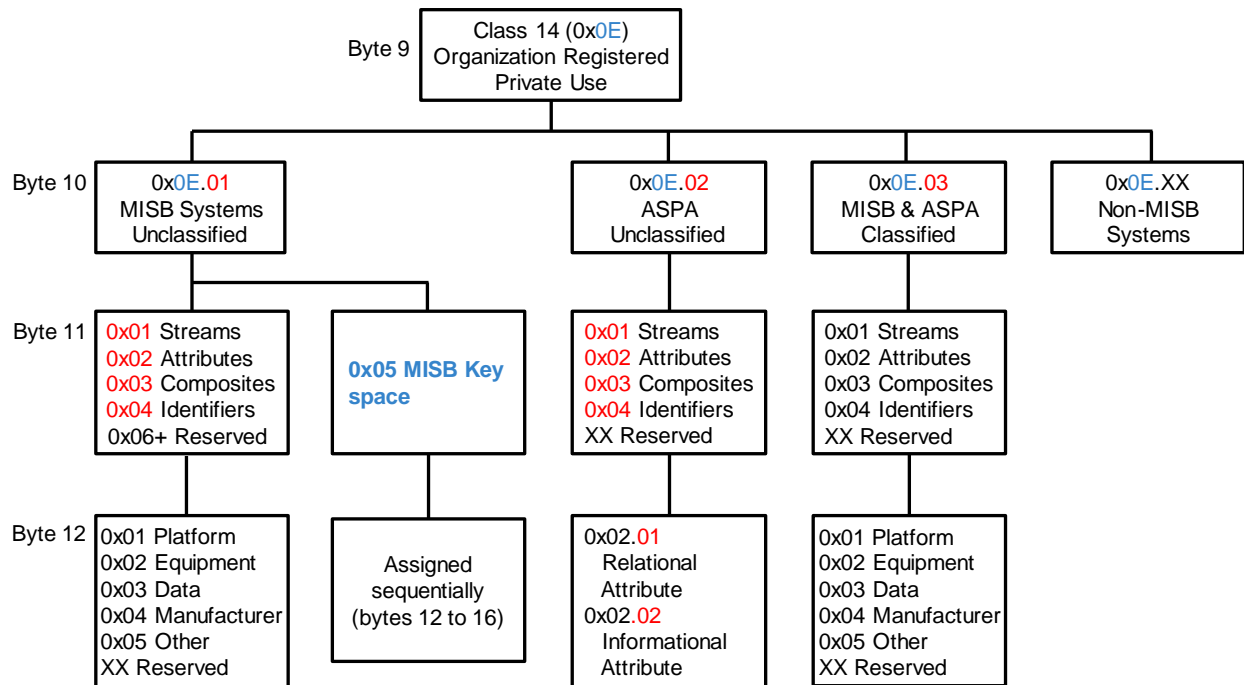 Byte 9
Class 14 (0x0E)
Organization Registered
Private Use
Byte 10
0x0E.01
MISB Systems
Unclassified
0x0E.02
ASPA
Unclassified
0x0E.03
MISB & ASPA
Classified
0x0E.XX
Non-MISB
Systems
Byte 11
0x01 Streams
0x02 Attributes
0x03 Composites
0x04 Identifiers
0x06+ Reserved
0x05 MISB Key
space
0x01 Streams
0x02 Attributes
0x03 Composites
0x04 Identifiers
XX Reserved
0x01 Streams
0x02 Attributes
0x03 Composites
0x04 Identifiers
XX Reserved
Byte 12
0x01 Platform
0x02 Equipment
0x03 Data
0x04 Manufacturer
0x05 Other
XX Reserved
Assigned
sequentially
(bytes 12 to 16)
0x02.01
Relational
Attribute
0x02.02
Informational
Attribute
0x01 Platform
0x02 Equipment
0x03 Data
0x04 Manufacturer
0x05 Other
XX Reserved